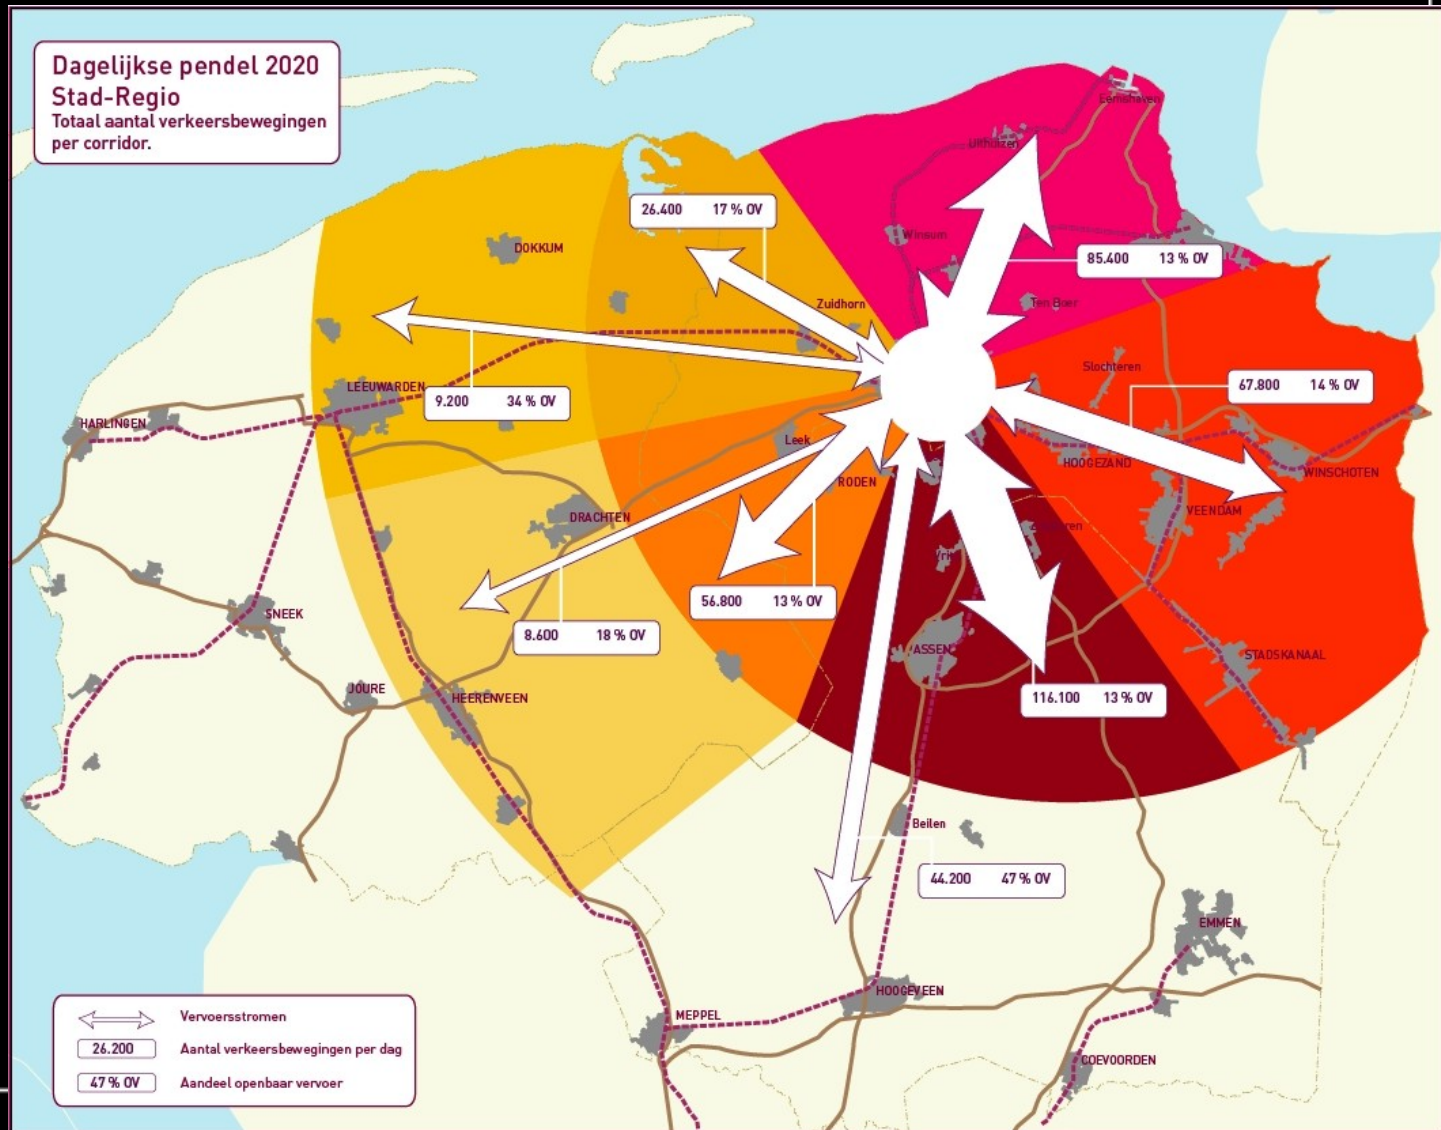 Dagelijkse pendel 2020
Stad-Regio
Totaal aantal verkeersbewegingen
per corridor.
Eemshaven
Uithuizen
26.400 17 % OV
Winsum
DOKKUM
85.400 13 % OV
Zuidhorn
Ten Boer
Slochteren
LEEUWARDEN
9.200 34 % OV
67.800 14 % OV
HARLINGEN
Leek
HOOGEZAND
WINSCHOTEN
RODEN
DRACHTEN
VEENDAM
56.800 13 % OV
SNEEK
8.600 18 % OV
ASSEN
STADSKANAAL
JOURE
HEERENVEEN
116.100 13 % OV
Beilen
44.200 47 % OV
EMMEN
HOOGEVEEN
MEPPEL
COEVOORDEN
Vervoersstromen
26.200 Aantal verkeersbewegingen per dag
47 % OV Aandeel openbaar vervoer